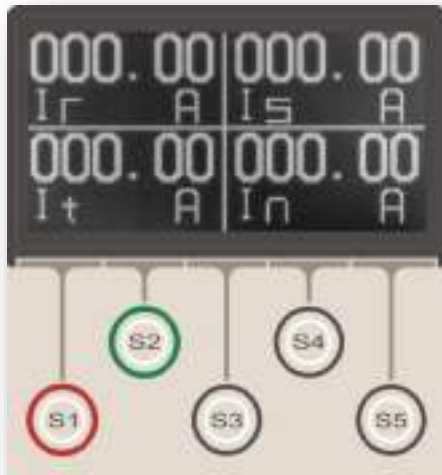 000.00 000.00
Ir A Is A
000.00 000.00
It A In A
S2 S4
S1 S3 S5